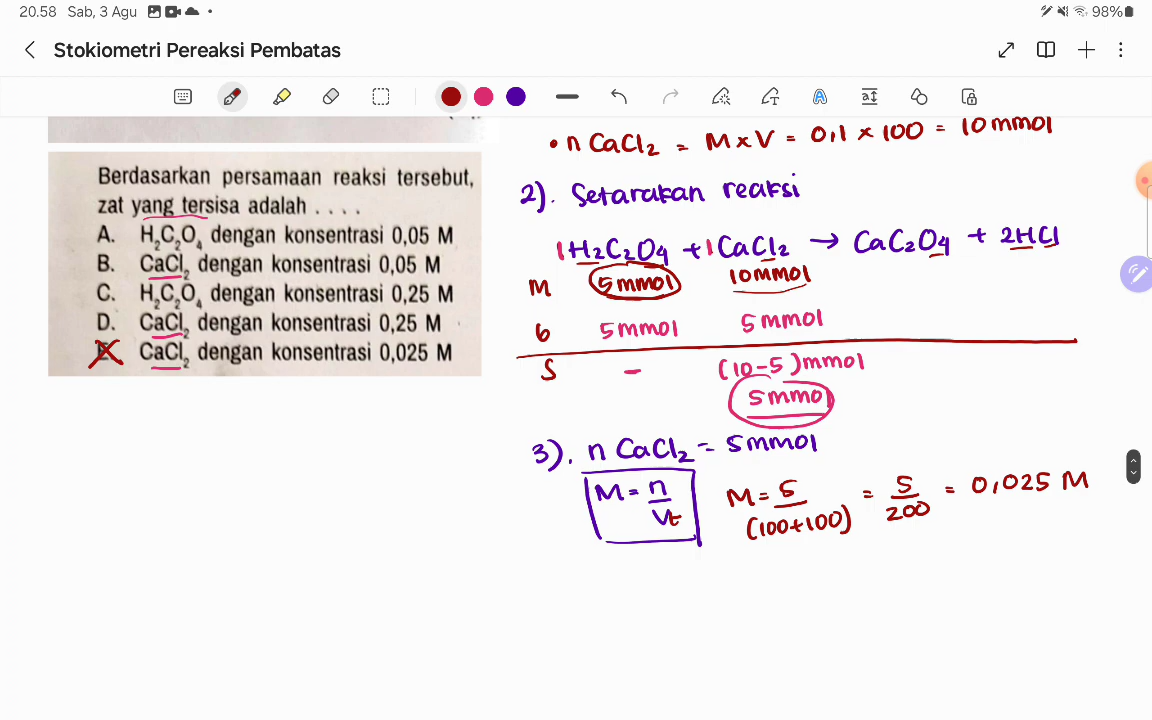 20.58 Sab, 3 Agu
98%
Stokiometri Pereaksi Pembatas
Berdasarkan persamaan reaksi tersebut,
zat yang tersisa adalah . . . .
A. H₂C₂O₄ dengan konsentrasi 0,05 M
B. CaCl₂ dengan konsentrasi 0,05 M
C. H₂C₂O₄ dengan konsentrasi 0,25 M
D. CaCl₂ dengan konsentrasi 0,25 M
E. CaCl₂ dengan konsentrasi 0,025 M
• n CaCl₂ = M x V = 0,1 x 100 = 10 mmol
2). Setarakan reaksi
1H₂C₂O₄ + 1CaCl₂ → CaC₂O₄ + 2HCl
M 5mmol 10mmol
b 5mmol 5mmol
S - (10-5)mmol
5mmol
3). n CaCl₂ = 5mmol
M = n/Vt M = 5/(100+100) = 5/200 = 0,025 M